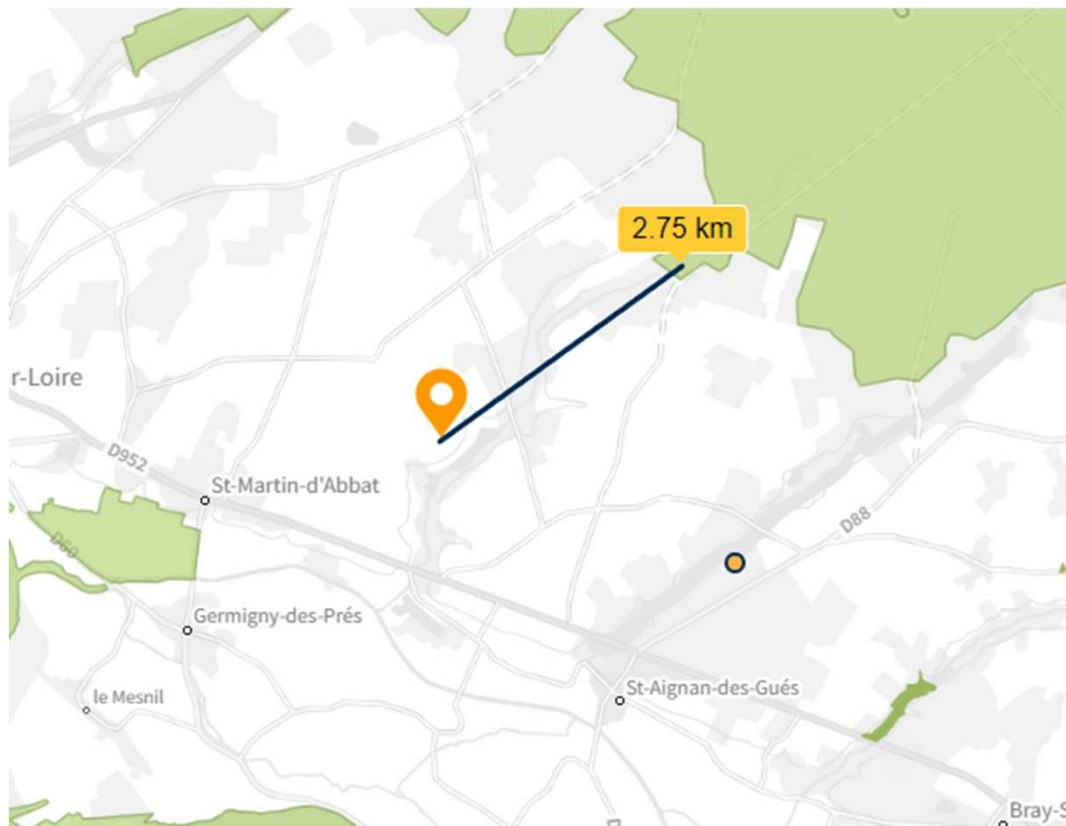 2.75 km
r-Loire
D952
St-Martin-d'Abbat
D60
D88
Germigny-des-Prés
St-Aignan-des-Gués
le Mesnil
Bray-S